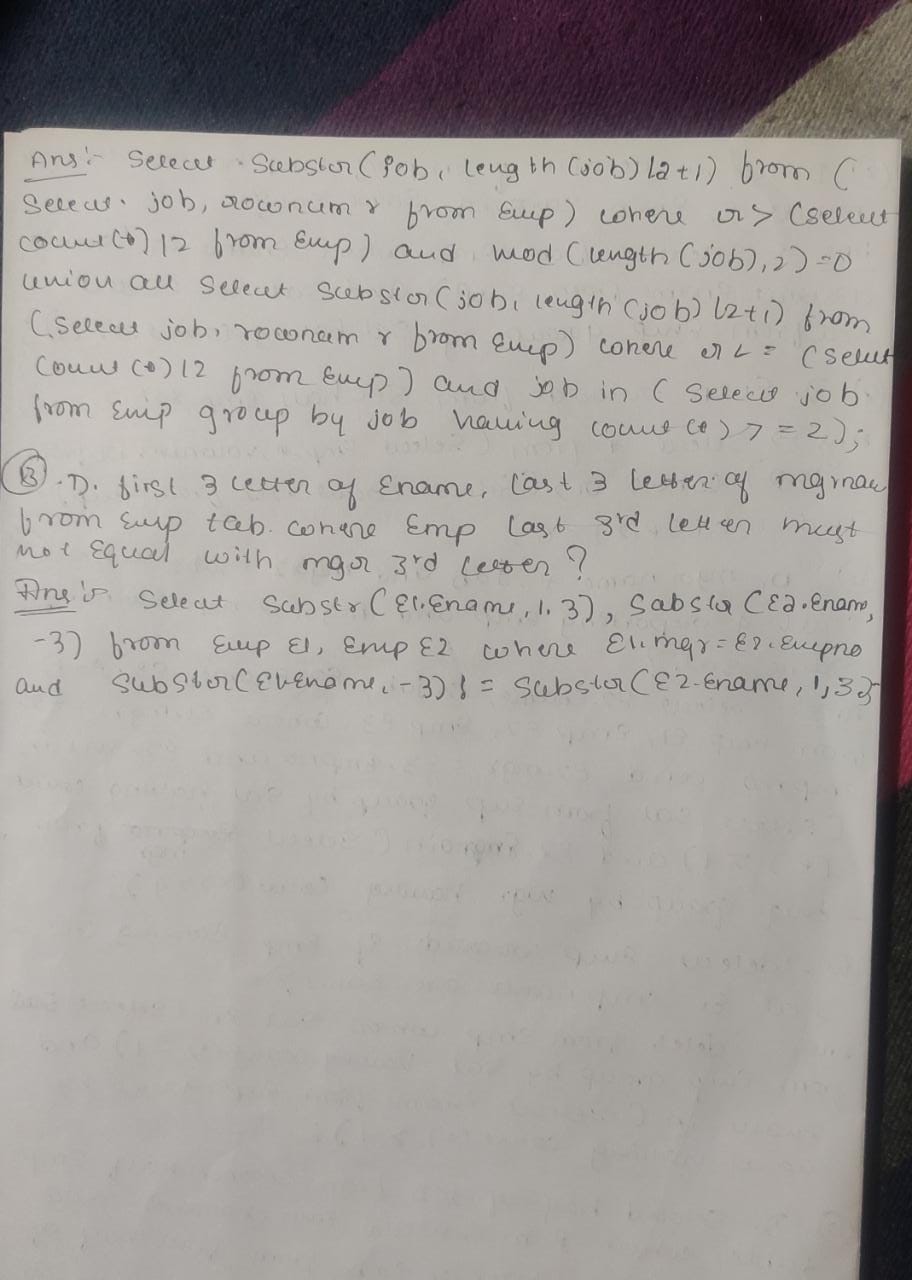 Ans:- Select Substr(job, length(job)/2+1) from (
Select job, rownum r from Emp) where r> (select
count(*)/2 from Emp) and mod(length(job),2)=0
union all Select Substr(job, length(job)/2+1) from
(Select job, rownum r from Emp) where r<= (Select
Count(*)/2 from Emp) and job in (Select job
from Emp group by job having count(*)>=2);
(B).D. first 3 letter of Ename, last 3 letter of mgrnam
from Emp tab. where Emp last 3rd letter must
not Equal with mgr 3rd letter?
Ans:- Select Substr(E1.Ename,1,3), Substr(E2.Ename,
-3) from Emp E1, Emp E2 where E1.mgr=E2.Empno
and Substr(E1.Ename,-3) != Substr(E2.Ename,1,3)